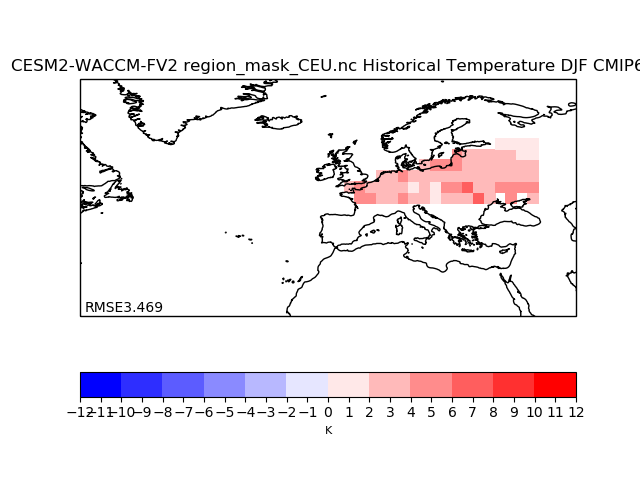 CESM2-WACCM-FV2 region_mask_CEU.nc Historical Temperature DJF CMIP6
RMSE3.469
−12 −11 −10 −9 −8 −7 −6 −5 −4 −3 −2 −1 0 1 2 3 4 5 6 7 8 9 10 11 12
K